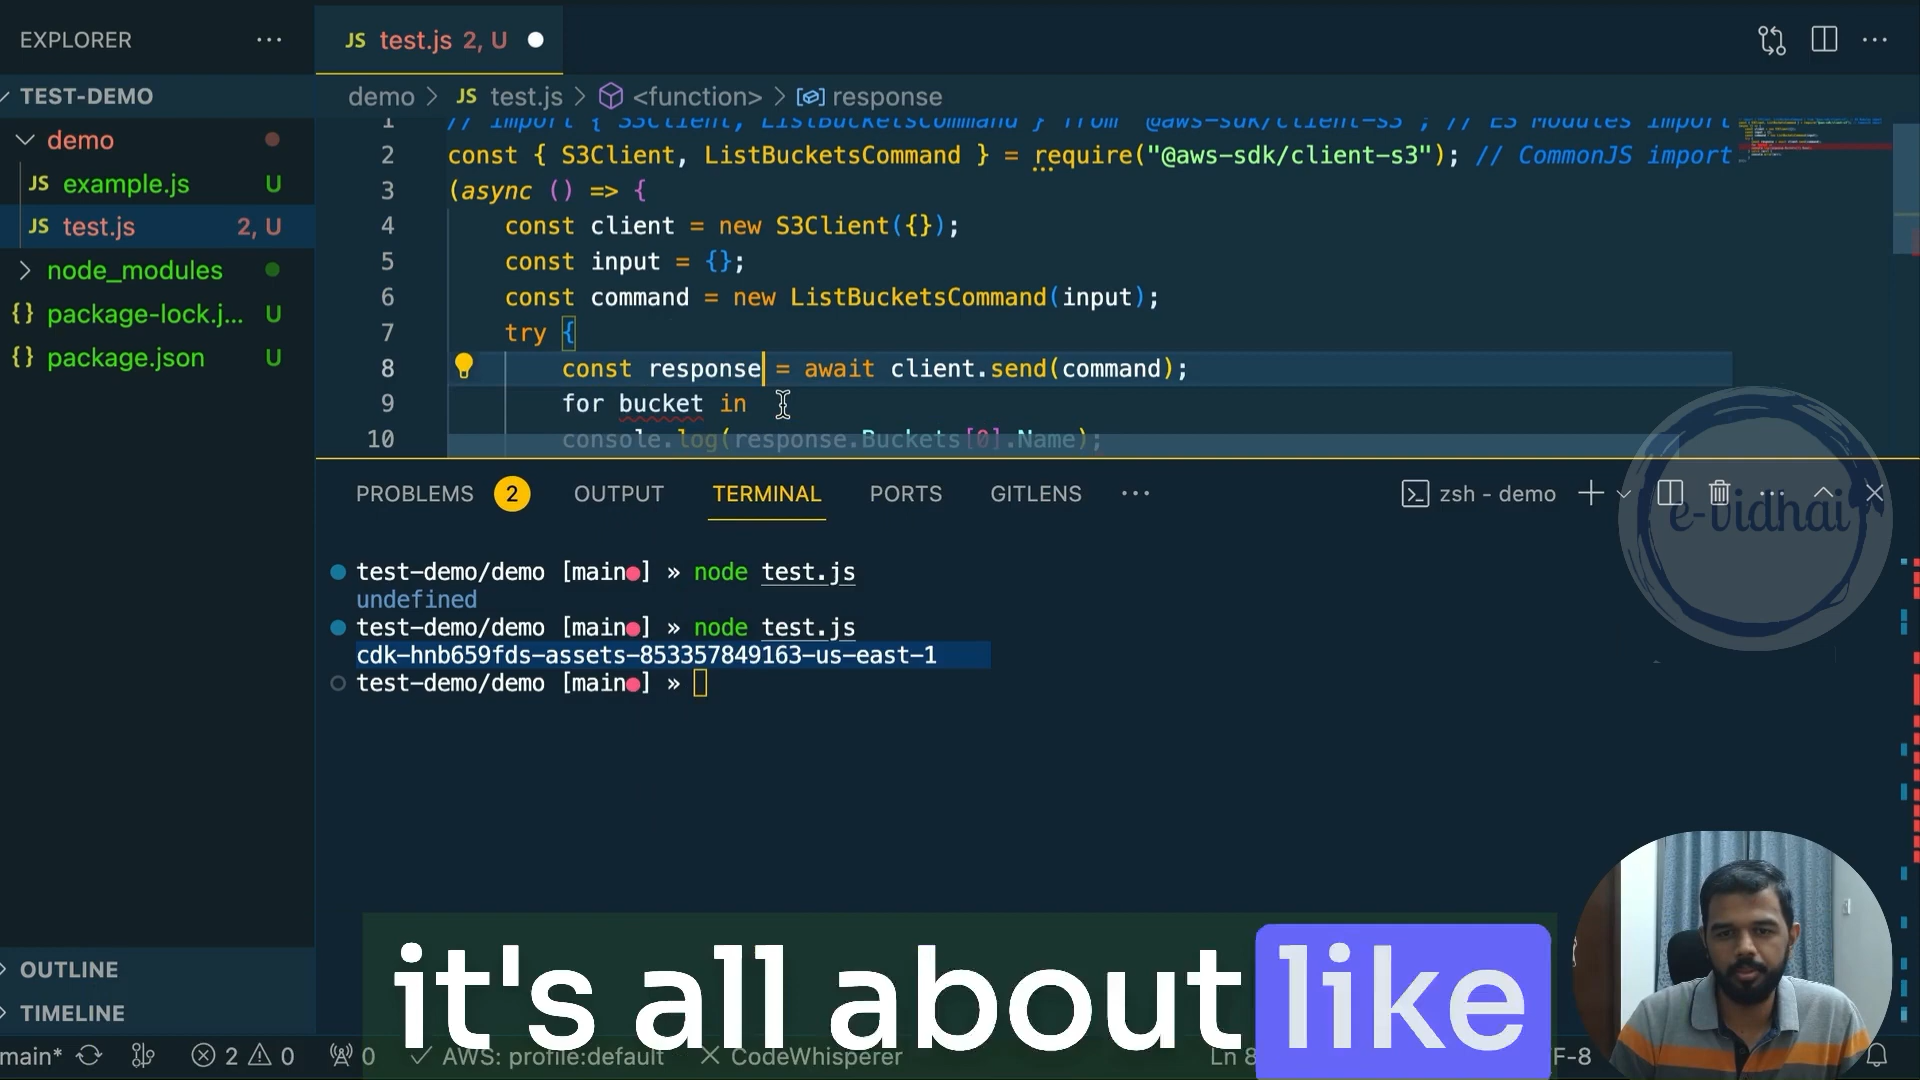 EXPLORER
TEST-DEMO
demo
JS example.js U
JS test.js 2, U
node_modules
{} package-lock.j... U
{} package.json U
OUTLINE
TIMELINE
JS test.js 2, U
demo > JS test.js > <function> > response
1 // import { S3Client, ListBucketsCommand } from "@aws-sdk/client-s3"; // ES Modules import
2 const { S3Client, ListBucketsCommand } = require("@aws-sdk/client-s3"); // CommonJS import
3 (async () => {
4 const client = new S3Client({});
5 const input = {};
6 const command = new ListBucketsCommand(input);
7 try {
8 const response = await client.send(command);
9 for bucket in
10 console.log(response.Buckets[0].Name);
PROBLEMS 2 OUTPUT TERMINAL PORTS GITLENS
zsh - demo
e-vidhai
test-demo/demo [main●] » node test.js
undefined
test-demo/demo [main●] » node test.js
cdk-hnb659fds-assets-853357849163-us-east-1
test-demo/demo [main●] »
it's all about like
main* 2 0 0 AWS: profile:default CodeWhisperer Ln 8 F-8